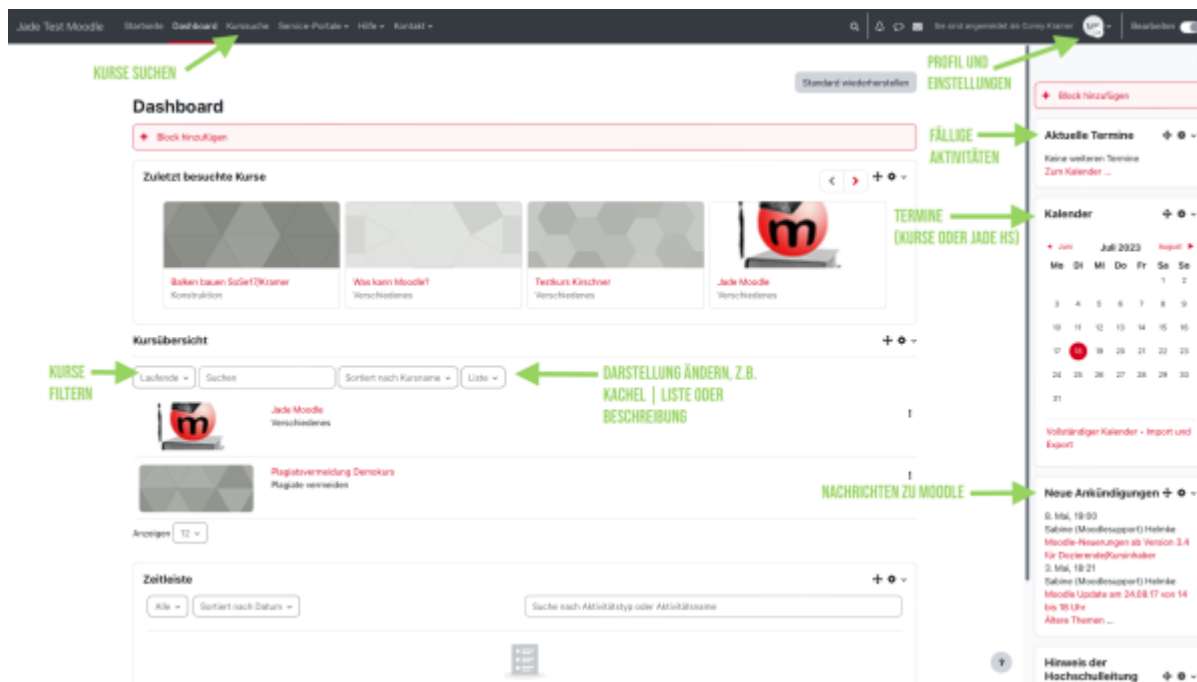 Jade Test Moodle Startseite Dashboard Kurssuche Service-Portale Hilfe Kontakt Sie sind angemeldet als Conny Kramer Bearbeiten
KURSE SUCHEN
PROFIL UND
EINSTELLUNGEN
Standard wiederherstellen
Dashboard
+ Block hinzufügen
+ Block hinzufügen
FÄLLIGE
AKTIVITÄTEN
Aktuelle Termine
Keine weiteren Termine
Zum Kalender ...
Zuletzt besuchte Kurse
Balken bauen SoSe17/Kramer
Konstruktion
Was kann Moodle?
Verschiedenes
Testkurs Kirschner
Verschiedenes
m
Jade Moodle
Verschiedenes
TERMINE
(KURSE ODER JADE HS)
Kalender
Juni Juli 2023 August
Mo Di Mi Do Fr Sa So
1 2
3 4 5 6 7 8 9
10 11 12 13 14 15 16
17 18 19 20 21 22 23
24 25 26 27 28 29 30
31
Vollständiger Kalender • Import und
Export
Kursübersicht
KURSE
FILTERN
Laufende Suchen Sortiert nach Kursname Liste
DARSTELLUNG ÄNDERN, Z.B.
KACHEL | LISTE ODER
BESCHREIBUNG
m
Jade Moodle
Verschiedenes
Plagiatsvermeidung Demokurs
Plagiate vermeiden
Anzeigen 12
NACHRICHTEN ZU MOODLE
Neue Ankündigungen
8. Mai, 19:00
Sabine (Moodlesupport) Helmke
Moodle-Neuerungen ab Version 3.4
für Dozierende/Kursinhaber
3. Mai, 18:21
Sabine (Moodlesupport) Helmke
Moodle Update am 24.08.17 von 14
bis 18 Uhr
Ältere Themen ...
Zeitleiste
Alle Sortiert nach Datum Suche nach Aktivitätstyp oder Aktivitätsname
?
Hinweis der
Hochschulleitung